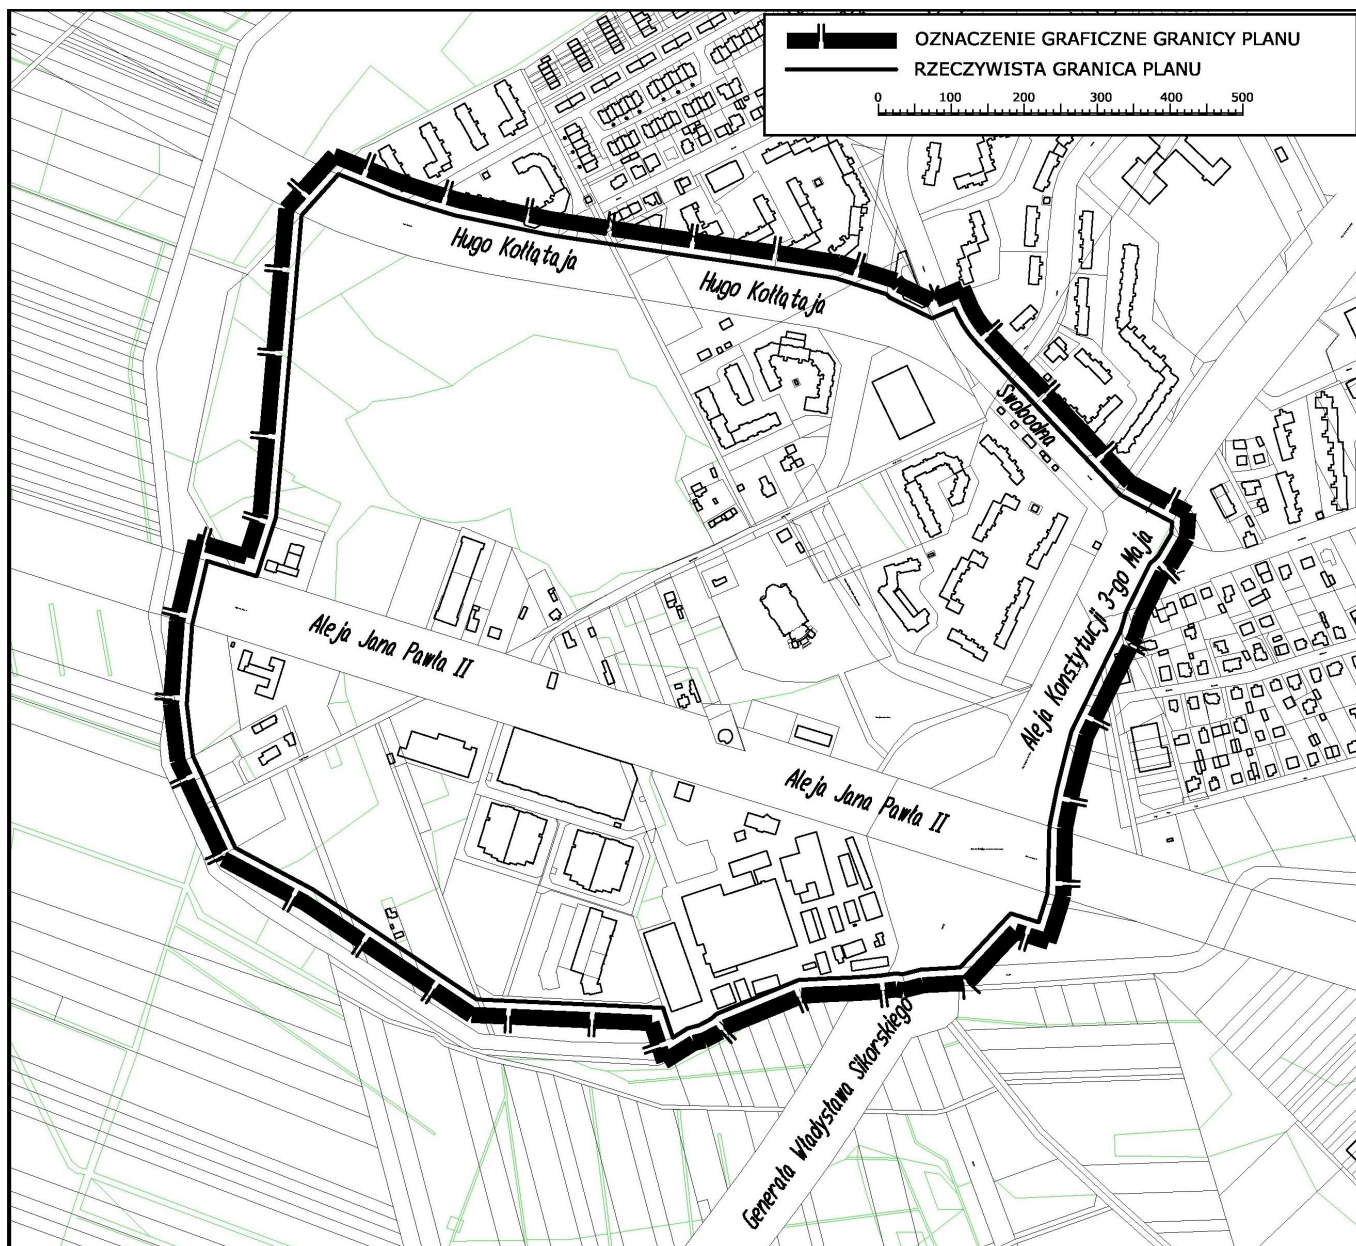 OZNACZENIE GRAFICZNE GRANICY PLANU
RZECZYWISTA GRANICA PLANU
0 100 200 300 400 500
Hugo Kołłątaja
Hugo Kołłątaja
Swobodna
Aleja Konstytucji 3-go Maja
Aleja Jana Pawła II
Aleja Jana Pawła II
Generała Władysława Sikorskiego